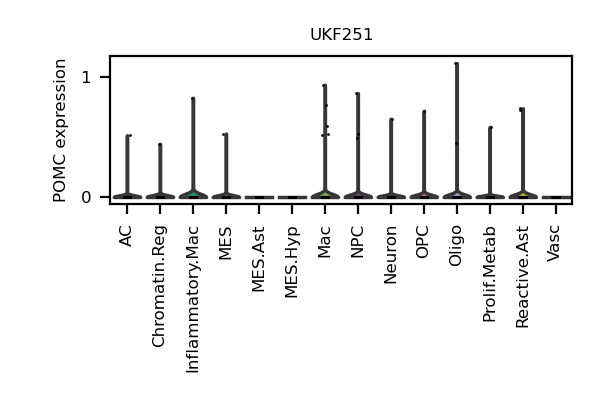 UKF251
POMC expression
1
0
AC
Chromatin.Reg
Inflammatory.Mac
MES
MES.Ast
MES.Hyp
Mac
NPC
Neuron
OPC
Oligo
Prolif.Metab
Reactive.Ast
Vasc